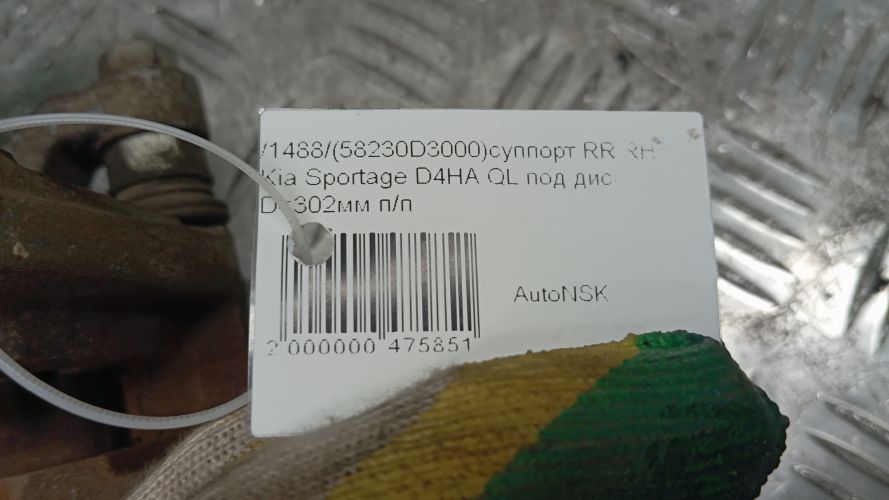 /1488/(58230D3000)суппорт RR RH
Kia Sportage D4HA QL под дис
D=302мм п/п
AutoNSK
2 000000 475851